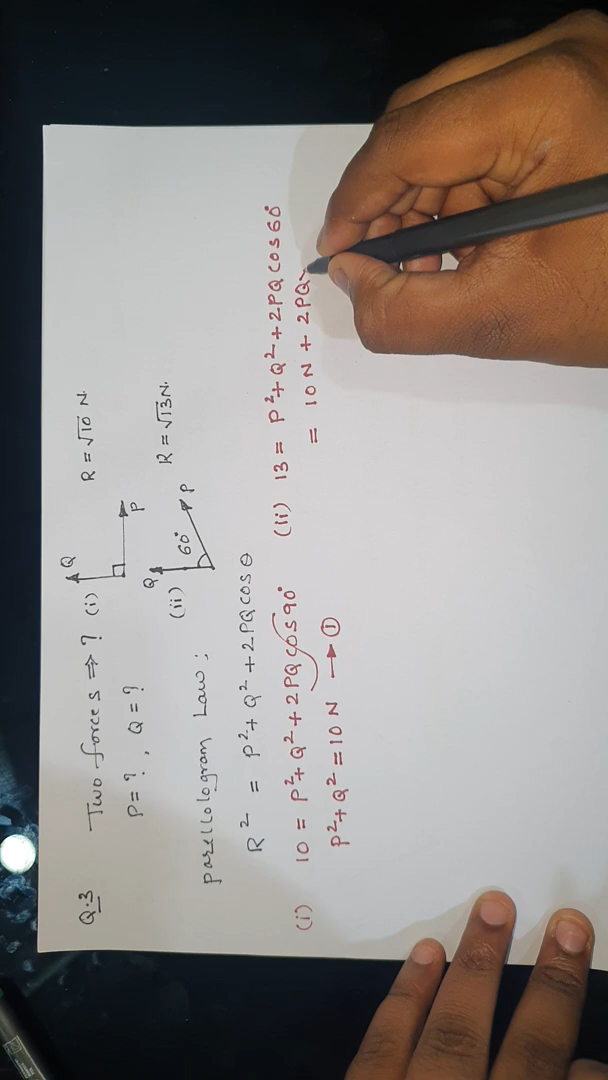 Q.3 Two forces ⇒ ? (i) Q P R = √10 N.
P = ? , Q = ?
(ii) Q 60° P R = √13 N.
parellologram Law :
R² = P² + Q² + 2PQ cos θ
(i) 10 = P² + Q² + 2PQ cos 90°
P² + Q² = 10 N → ①
(ii) 13 = P² + Q² + 2PQ cos 60°
= 10 N + 2PQ